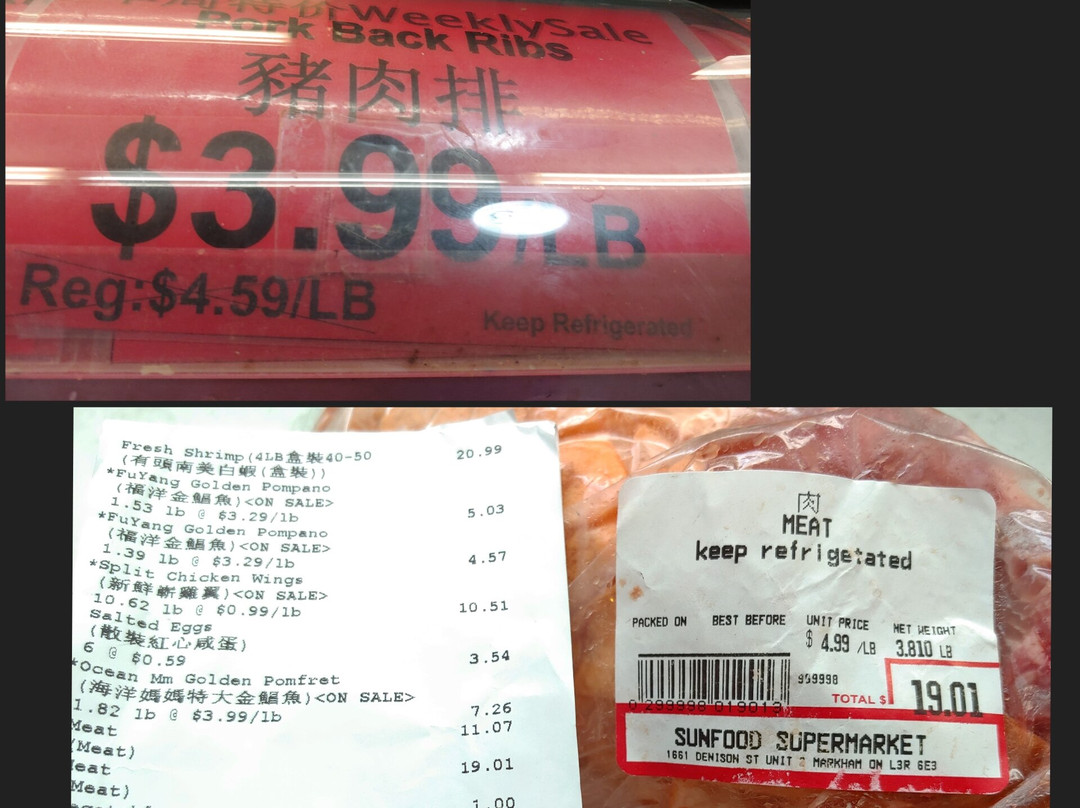 WeeklySale
Pork Back Ribs
豬肉排
$3.99/LB
Reg:$4.59/LB
Keep Refrigerated
Fresh Shrimp(4LB盒裝40-50 20.99
(有頭南美白蝦(盒裝))
*FuYang Golden Pompano
(福洋金鯧魚)<ON SALE>
1.53 lb @ $3.29/lb 5.03
*FuYang Golden Pompano
(福洋金鯧魚)<ON SALE>
1.39 lb @ $3.29/lb 4.57
*Split Chicken Wings
(新鮮嶄雞翼)<ON SALE>
10.62 lb @ $0.99/lb 10.51
Salted Eggs
(散裝紅心咸蛋)
6 @ $0.59 3.54
*Ocean Mm Golden Pomfret
(海洋媽媽特大金鯧魚)<ON SALE>
1.82 lb @ $3.99/lb 7.26
Meat 11.07
(Meat)
eat 19.01
Meat)
1.00
肉
MEAT
keep refrigetated
PACKED ON BEST BEFORE UNIT PRICE NET WEIGHT
$ 4.99 /LB 3.810 LB
909998
TOTAL $ 19.01
0 299998 019013
SUNFOOD SUPERMARKET
1661 DENISON ST UNIT 2 MARKHAM ON L3R 6E3